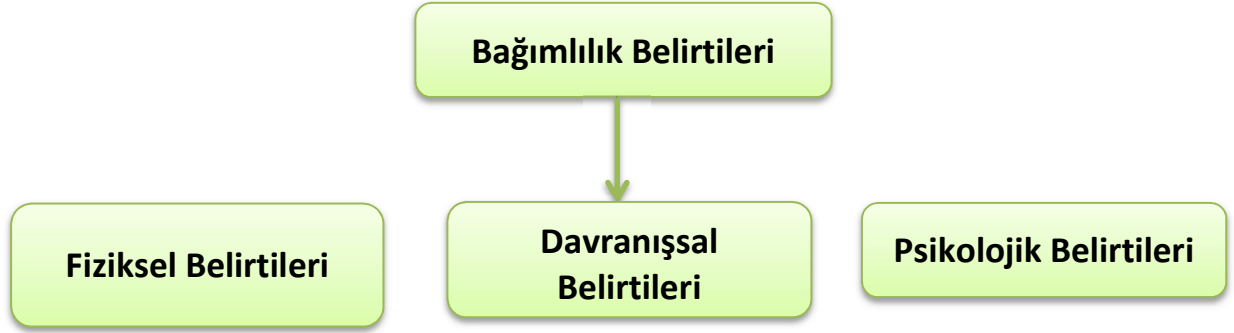 Bağımlılık Belirtileri
Fiziksel Belirtileri
Davranışsal
Belirtileri
Psikolojik Belirtileri